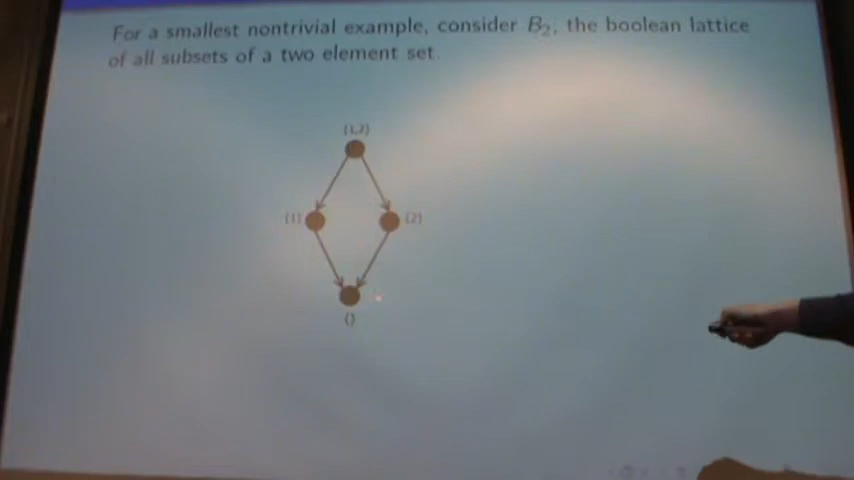 For a smallest nontrivial example, consider B₂, the boolean lattice
of all subsets of a two element set.
{1,2}
{1} {2}
{}